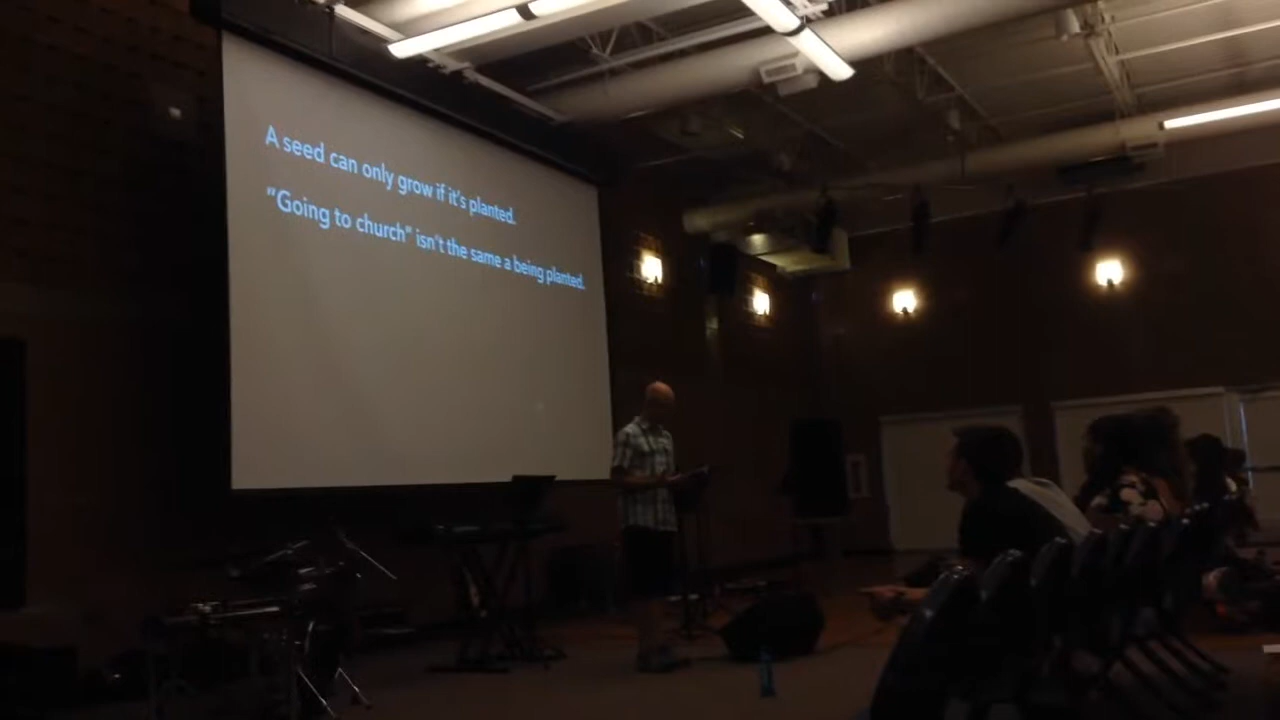 A seed can only grow if it's planted.
"Going to church" isn't the same a being planted.